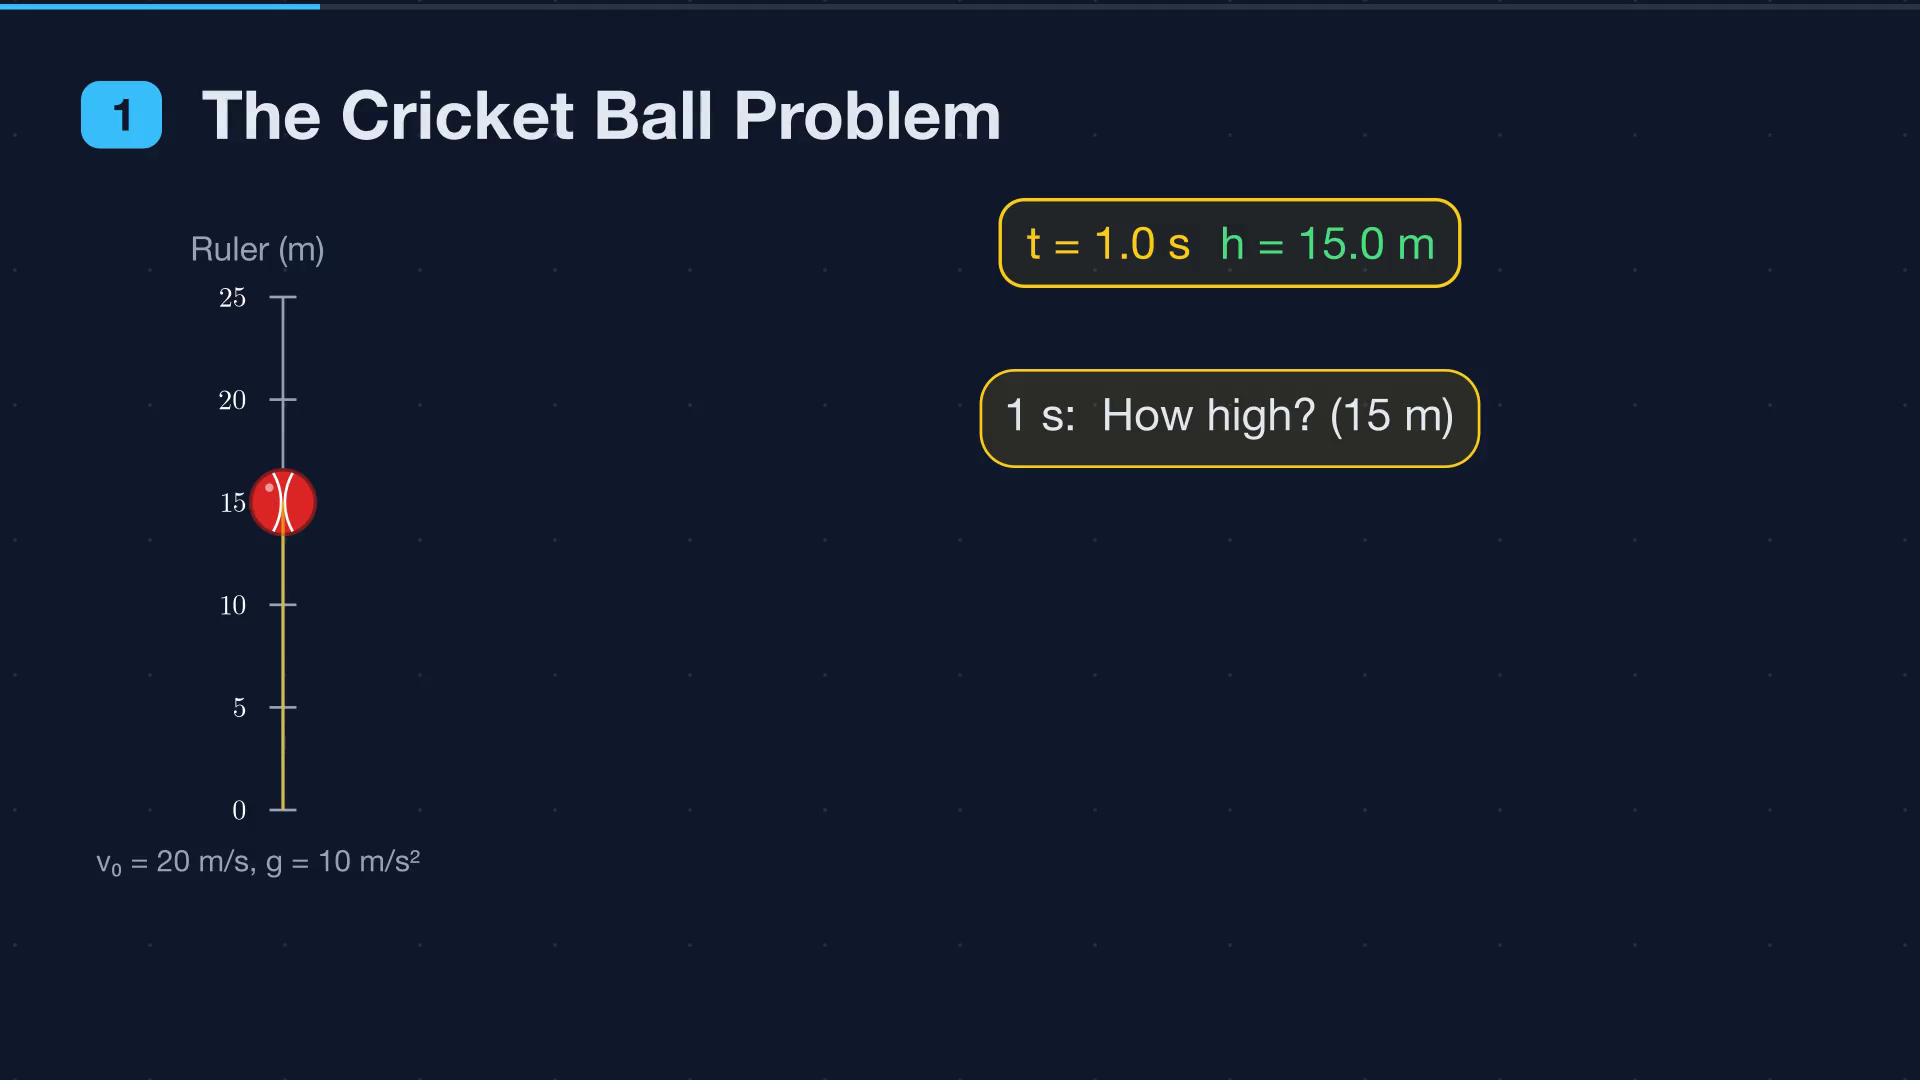 1 The Cricket Ball Problem
t = 1.0 s h = 15.0 m
1 s: How high? (15 m)
Ruler (m)
25
20
15
10
5
0
v₀ = 20 m/s, g = 10 m/s²